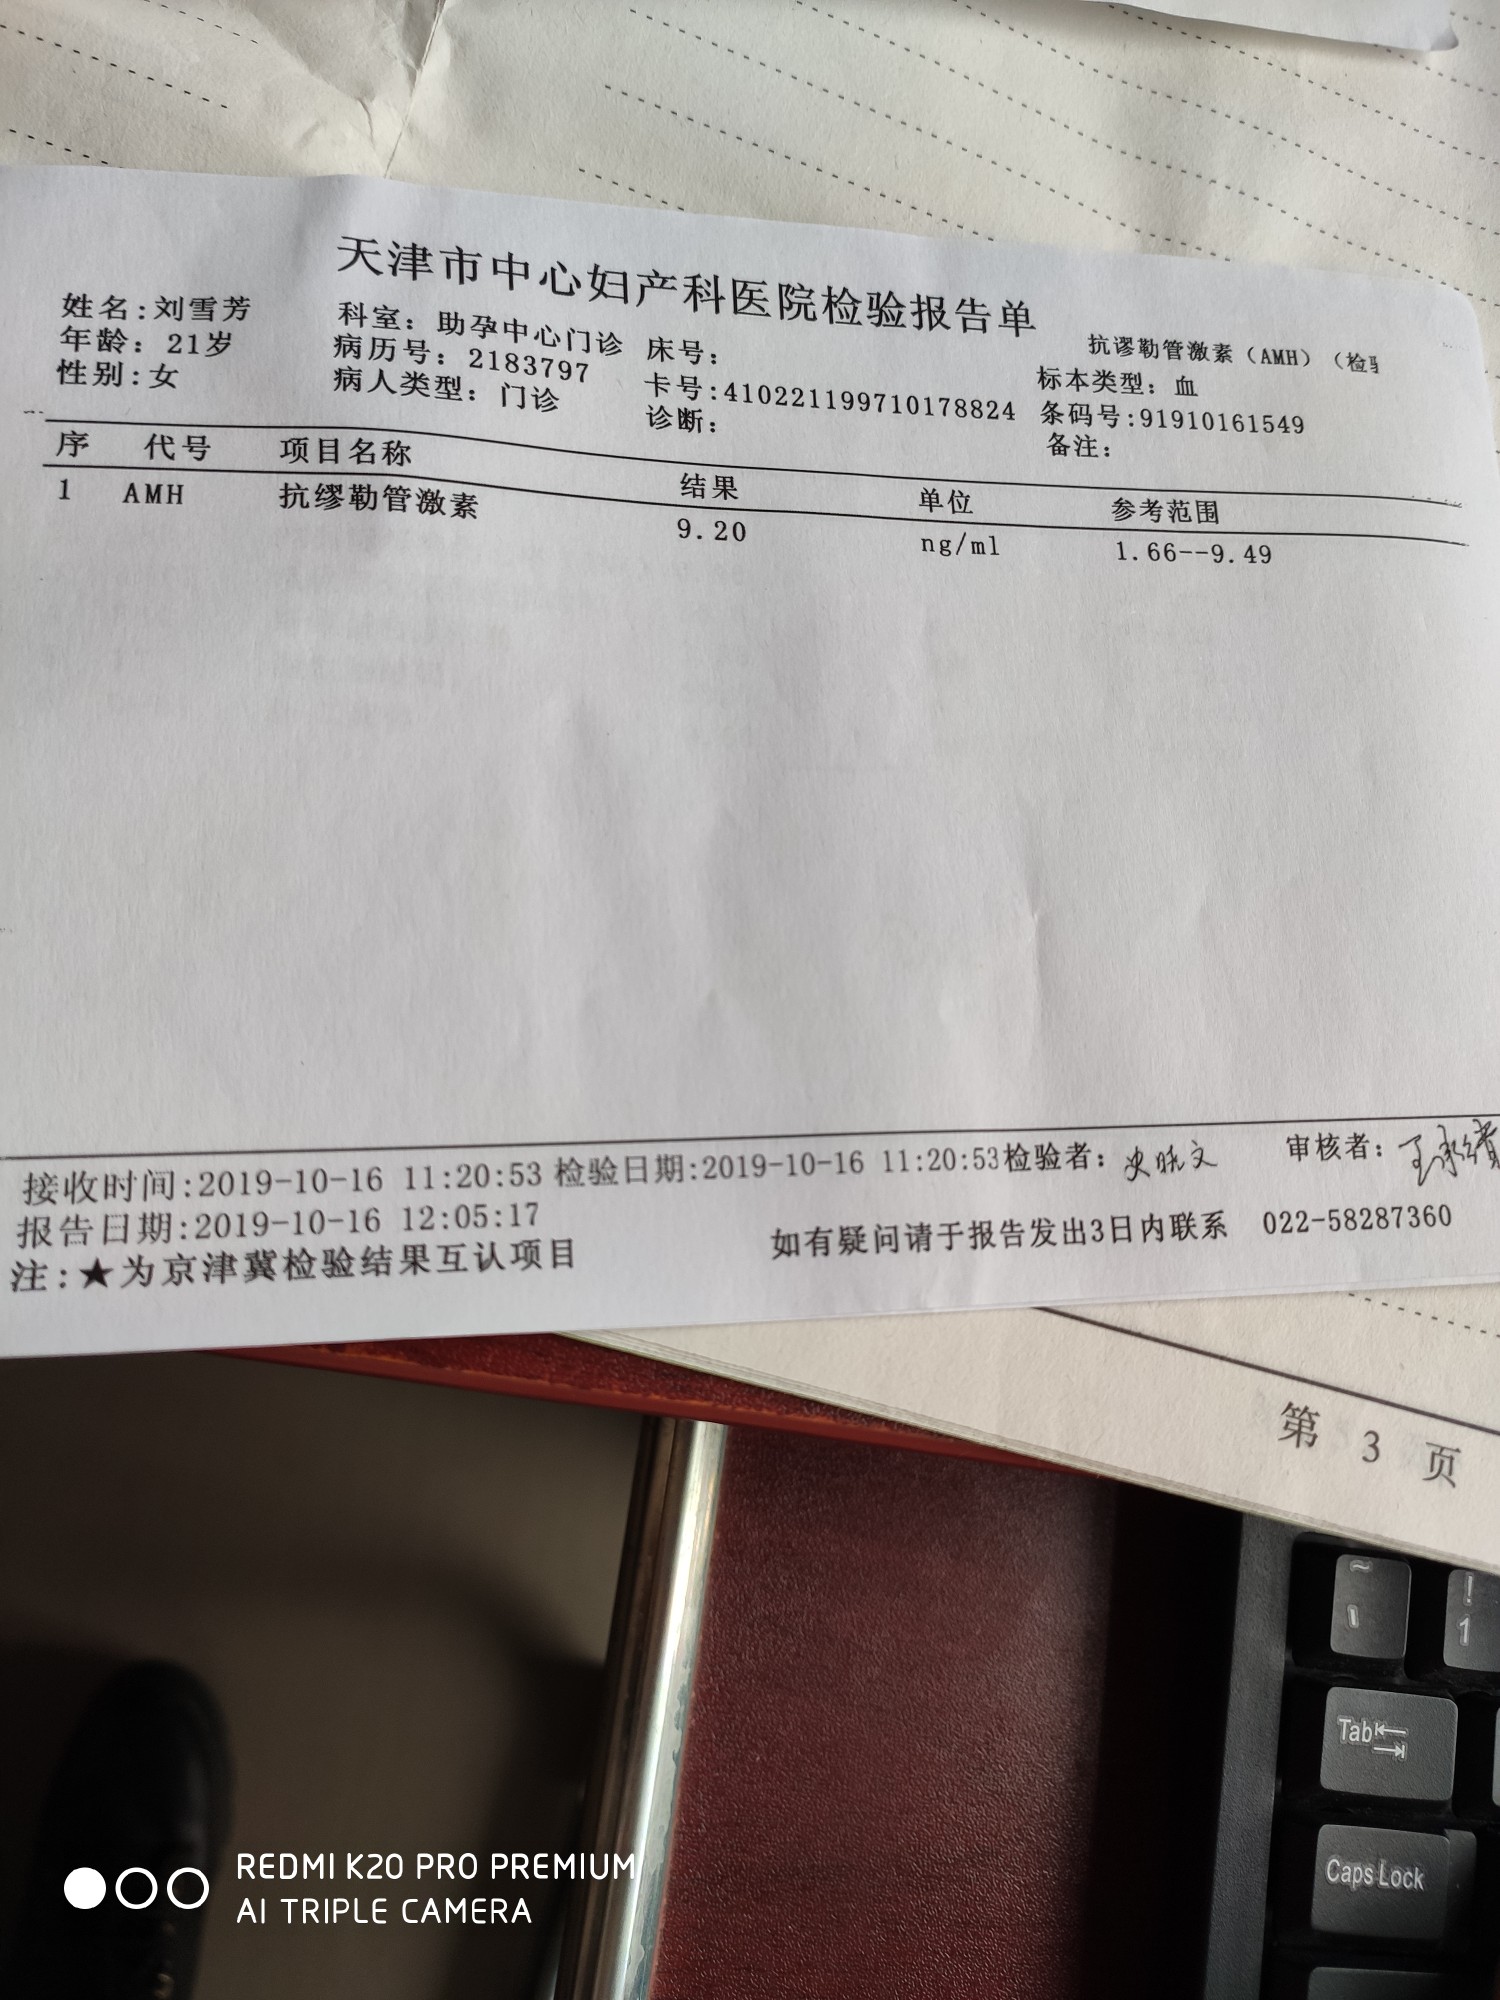 天津市中心妇产科医院检验报告单
姓名:刘雪芳 科室: 助孕中心门诊 床号: 抗谬勒管激素（AMH）（检
年龄: 21岁 病历号: 2183797 卡号:410221199710178824 标本类型: 血
性别:女 病人类型: 门诊 诊断: 条码号:91910161549
备注:
序 代号 项目名称 结果 单位 参考范围
1 AMH 抗缪勒管激素 9.20 ng/ml 1.66--9.49
接收时间:2019-10-16 11:20:53 检验日期:2019-10-16 11:20:53 检验者: 史晓文 审核者:
报告日期:2019-10-16 12:05:17 如有疑问请于报告发出3日内联系 022-58287360
注:★为京津冀检验结果互认项目
第 3 页
~ !
1
Tab
Caps Lock
REDMI K20 PRO PREMIUM
AI TRIPLE CAMERA